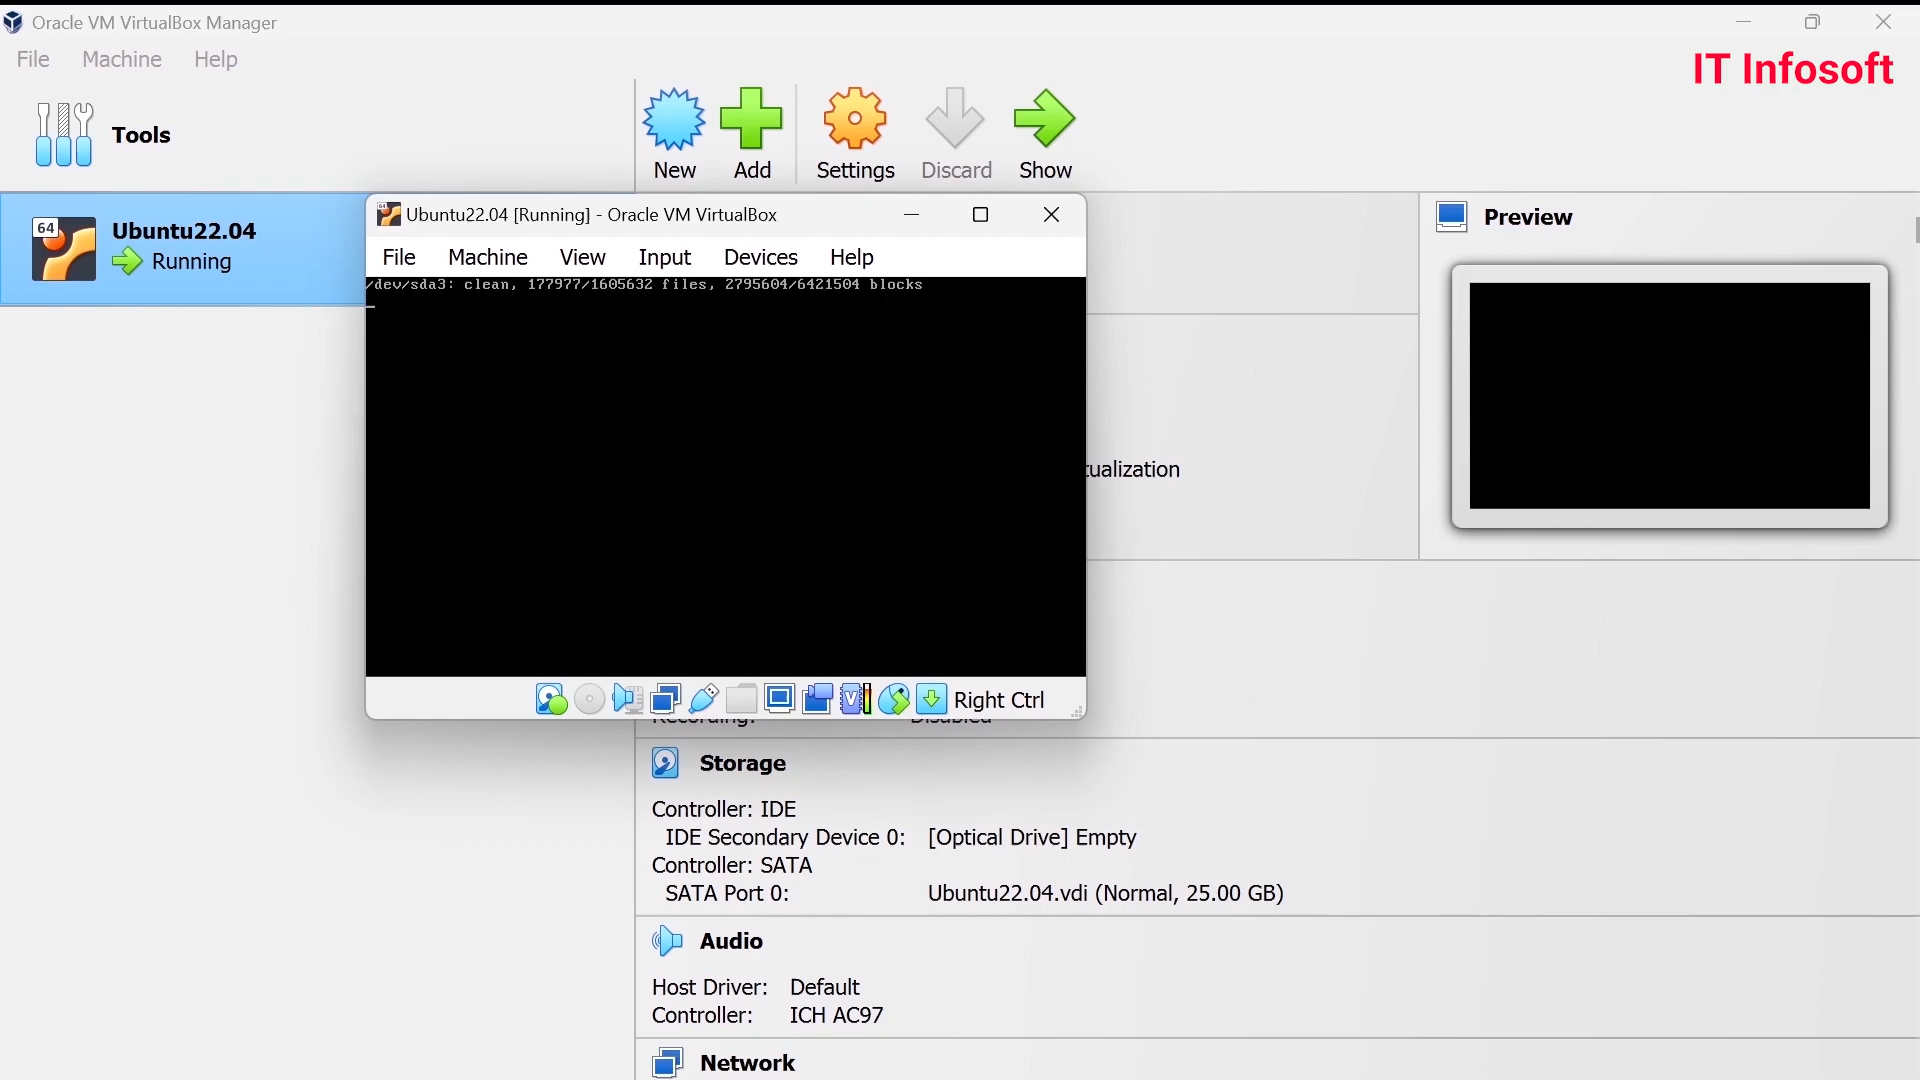 Oracle VM VirtualBox Manager
File Machine Help
IT Infosoft
Tools
New Add Settings Discard Show
64
Ubuntu22.04
Running
Ubuntu22.04 [Running] - Oracle VM VirtualBox
File Machine View Input Devices Help
/dev/sda3: clean, 177977/1605632 files, 2795604/6421504 blocks
Right Ctrl
Preview
tualization
Recording: Disabled
Storage
Controller: IDE
IDE Secondary Device 0: [Optical Drive] Empty
Controller: SATA
SATA Port 0: Ubuntu22.04.vdi (Normal, 25.00 GB)
Audio
Host Driver: Default
Controller: ICH AC97
Network